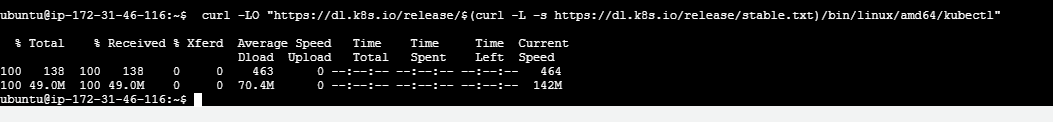 ubuntu@ip-172-31-46-116:~$  curl -LO "https://dl.k8s.io/release/$(curl -L -s https://dl.k8s.io/release/stable.txt)/bin/linux/amd64/kubectl"
  % Total    % Received % Xferd  Average Speed   Time    Time     Time  Current
                                 Dload  Upload   Total   Spent    Left  Speed
100   138  100   138    0     0    463      0 --:--:-- --:--:-- --:--:--   464
100 49.0M  100 49.0M    0     0  70.4M      0 --:--:-- --:--:-- --:--:--  142M
ubuntu@ip-172-31-46-116:~$